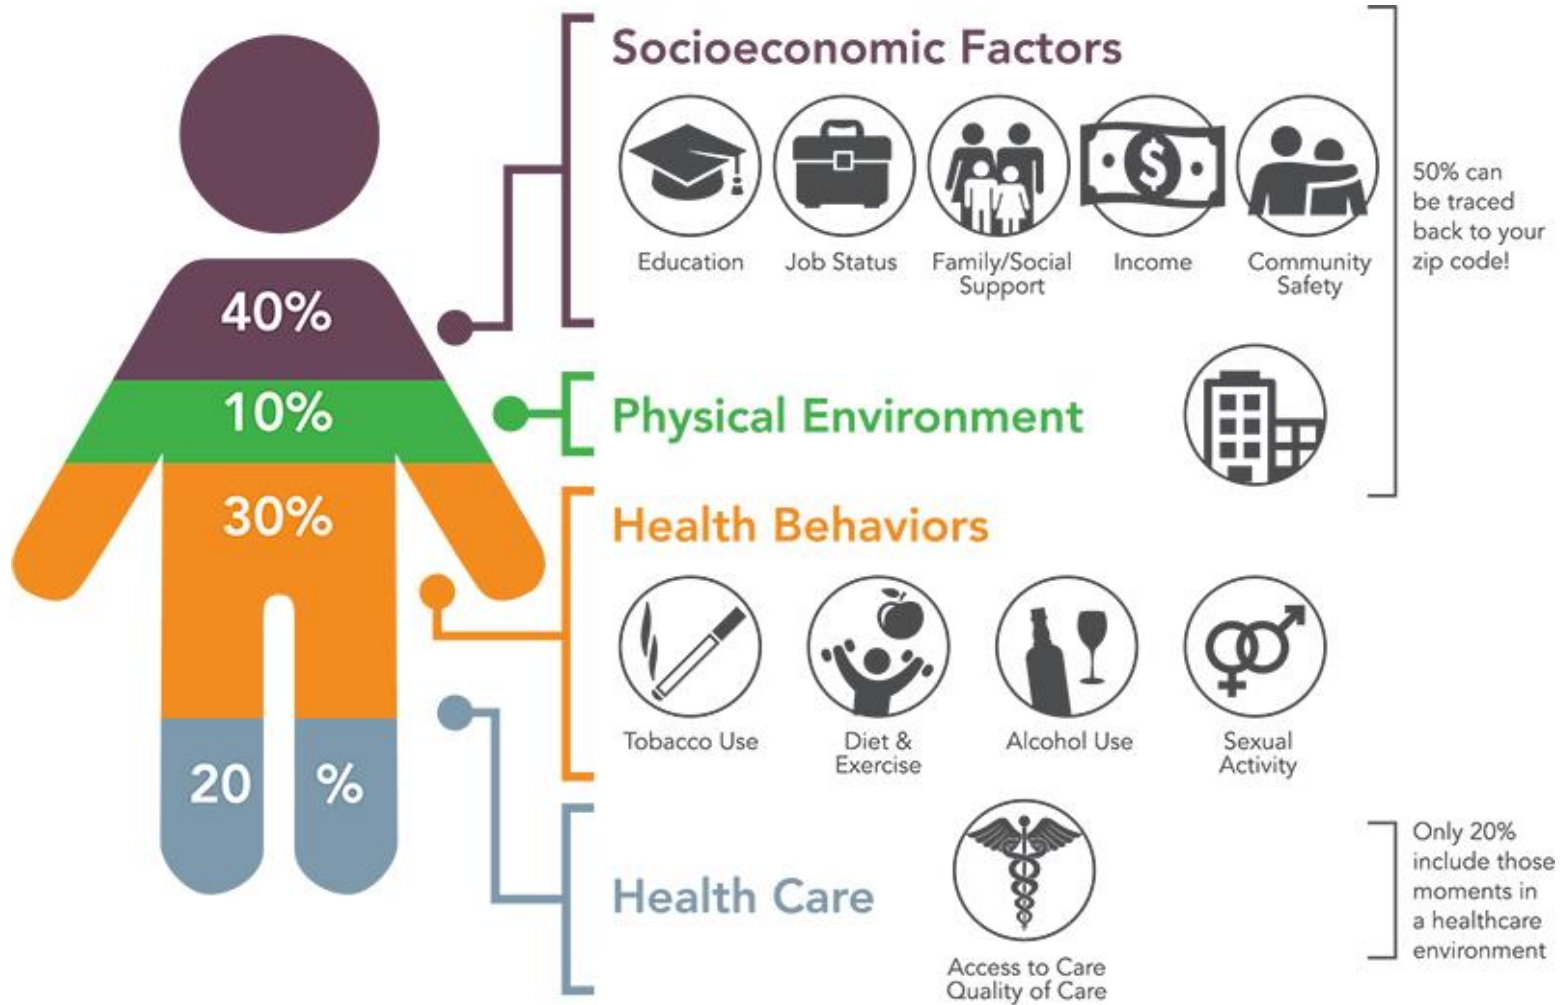 Socioeconomic Factors
Education
Job Status
Family/Social
Support
Income
Community
Safety
50% can
be traced
back to your
zip code!
40%
10%
Physical Environment
30%
Health Behaviors
Tobacco Use
Diet &
Exercise
Alcohol Use
Sexual
Activity
20 %
Health Care
Access to Care
Quality of Care
Only 20%
include those
moments in
a healthcare
environment
$